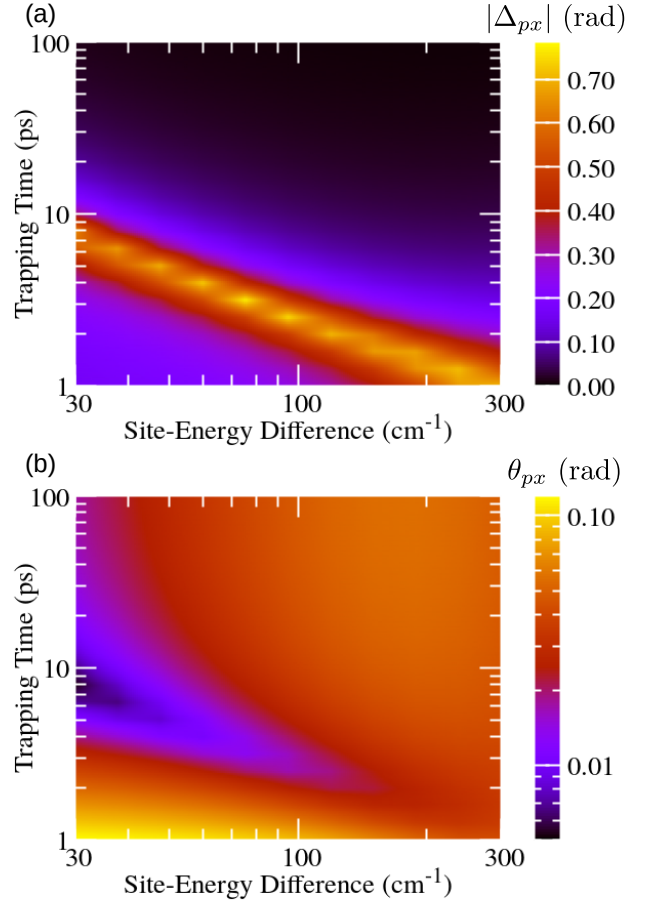 (a)
|Δpx| (rad)
100
10
1
Trapping Time (ps)
30
100
300
Site-Energy Difference (cm-1)
0.70
0.60
0.50
0.40
0.30
0.20
0.10
0.00
(b)
θpx (rad)
100
10
1
Trapping Time (ps)
30
100
300
Site-Energy Difference (cm-1)
0.10
0.01